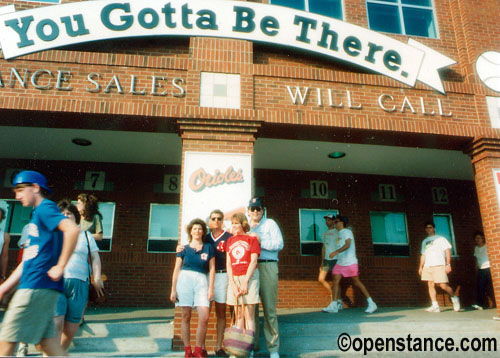 You Gotta Be There.
ANCE SALES
WILL CALL
7
8
10
11
12
Orioles
©openstance.com